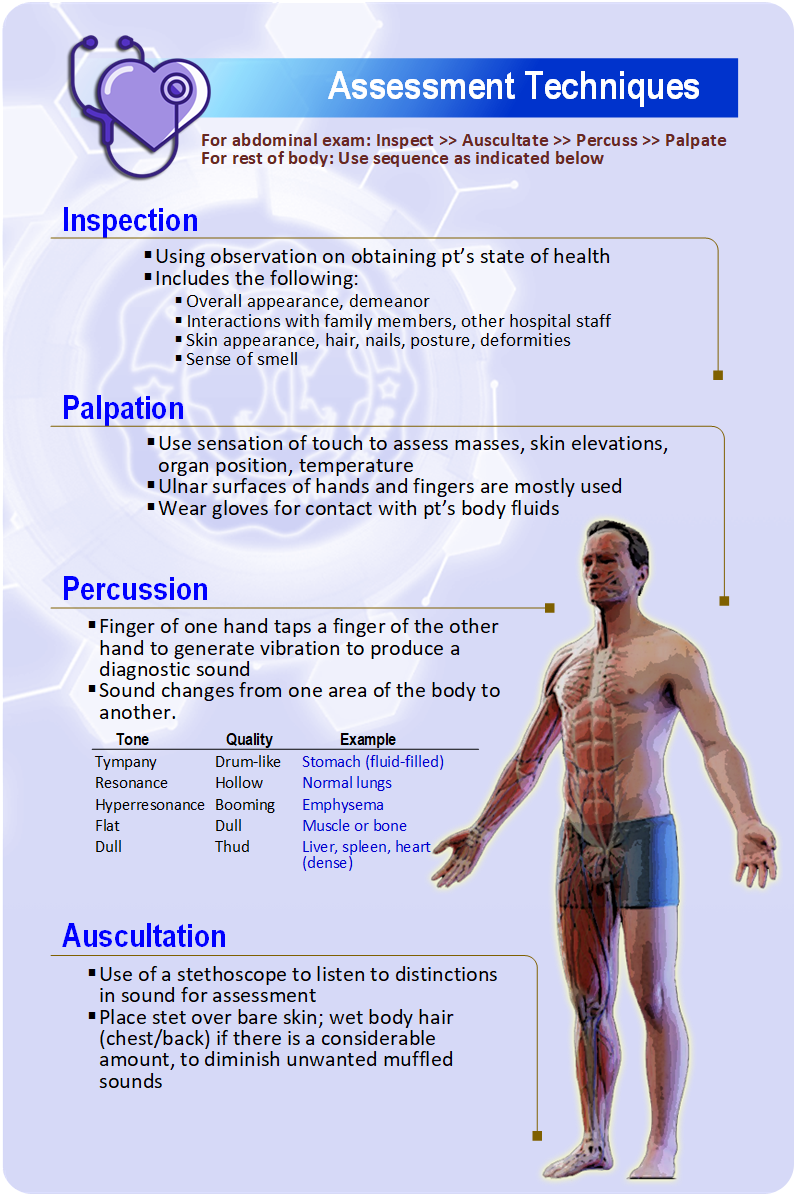 Assessment Techniques
For abdominal exam: Inspect >> Auscultate >> Percuss >> Palpate
For rest of body: Use sequence as indicated below
Inspection
▪Using observation on obtaining pt’s state of health
▪Includes the following:
▪Overall appearance, demeanor
▪Interactions with family members, other hospital staff
▪Skin appearance, hair, nails, posture, deformities
▪Sense of smell
Palpation
▪Use sensation of touch to assess masses, skin elevations,
organ position, temperature
▪Ulnar surfaces of hands and fingers are mostly used
▪Wear gloves for contact with pt’s body fluids
Percussion
▪Finger of one hand taps a finger of the other
hand to generate vibration to produce a
diagnostic sound
▪Sound changes from one area of the body to
another.
Tone Quality Example
Tympany Drum-like Stomach (fluid-filled)
Resonance Hollow Normal lungs
Hyperresonance Booming Emphysema
Flat Dull Muscle or bone
Dull Thud Liver, spleen, heart
(dense)
Auscultation
▪Use of a stethoscope to listen to distinctions
in sound for assessment
▪Place stet over bare skin; wet body hair
(chest/back) if there is a considerable
amount, to diminish unwanted muffled
sounds